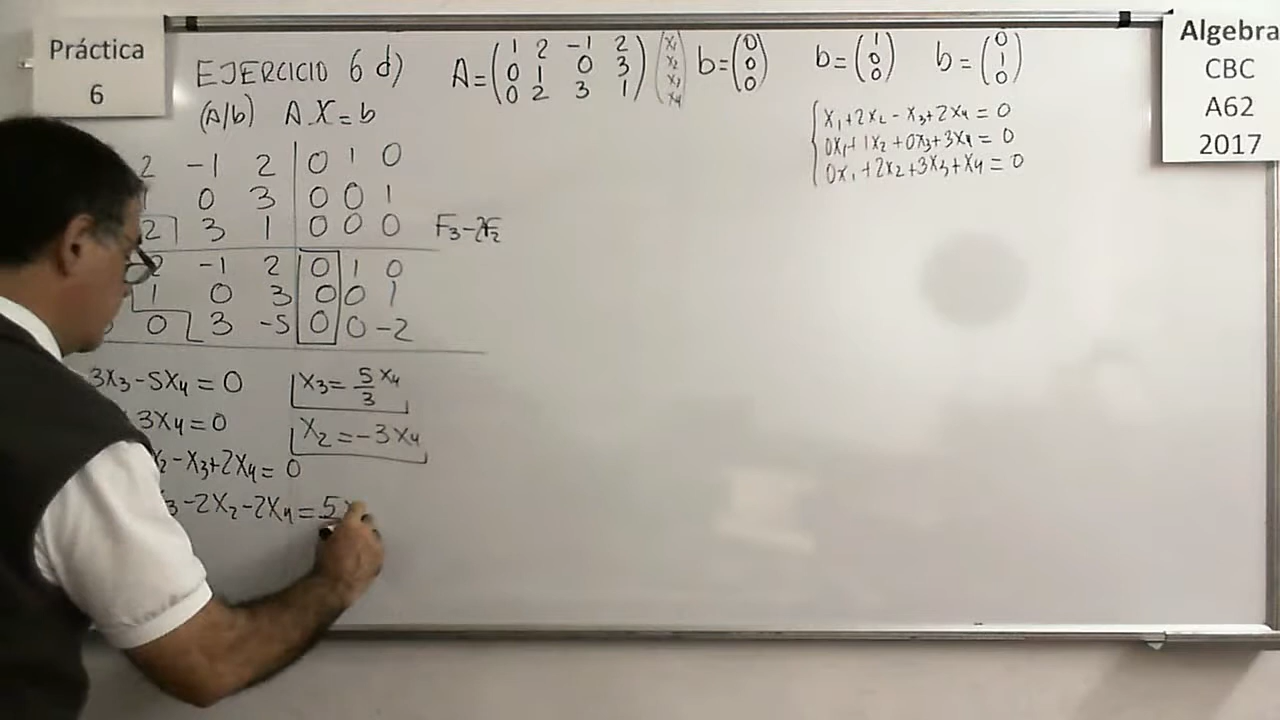 Práctica
6
EJERCICIO 6 d)
(A/b) A.X = b
A = (1 2 -1 2
0 1 0 3
0 2 3 1)
(x₁
x₂
x₃
x₄)
b = (0
0
0)
b = (1
0
0)
b = (0
1
0)
x₁+2x₂-x₃+2x₄ = 0
0x₁+1x₂+0x₃+3x₄ = 0
0x₁+2x₂+3x₃+x₄ = 0
Algebra
CBC
A62
2017
2 -1 2 | 0 1 0
1 0 3 | 0 0 1
2 3 1 | 0 0 0 F₃-2F₂
2 -1 2 | 0 1 0
1 0 3 | 0 0 1
0 3 -5 | 0 0 -2
3x₃-5x₄ = 0 x₃ = 5/3 x₄
3x₄ = 0 x₂ = -3x₄
x₂-x₃+2x₄ = 0
₃-2x₂-2x₄ = 5